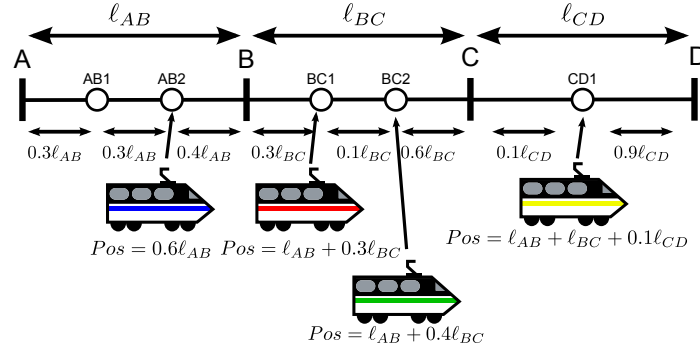 ℓ_AB ℓ_BC ℓ_CD
A B C D
AB1 AB2 BC1 BC2 CD1
0.3ℓ_AB 0.3ℓ_AB 0.4ℓ_AB 0.3ℓ_BC 0.1ℓ_BC 0.6ℓ_BC 0.1ℓ_CD 0.9ℓ_CD
Pos = 0.6ℓ_AB
Pos = ℓ_AB + 0.3ℓ_BC
Pos = ℓ_AB + ℓ_BC + 0.1ℓ_CD
Pos = ℓ_AB + 0.4ℓ_BC